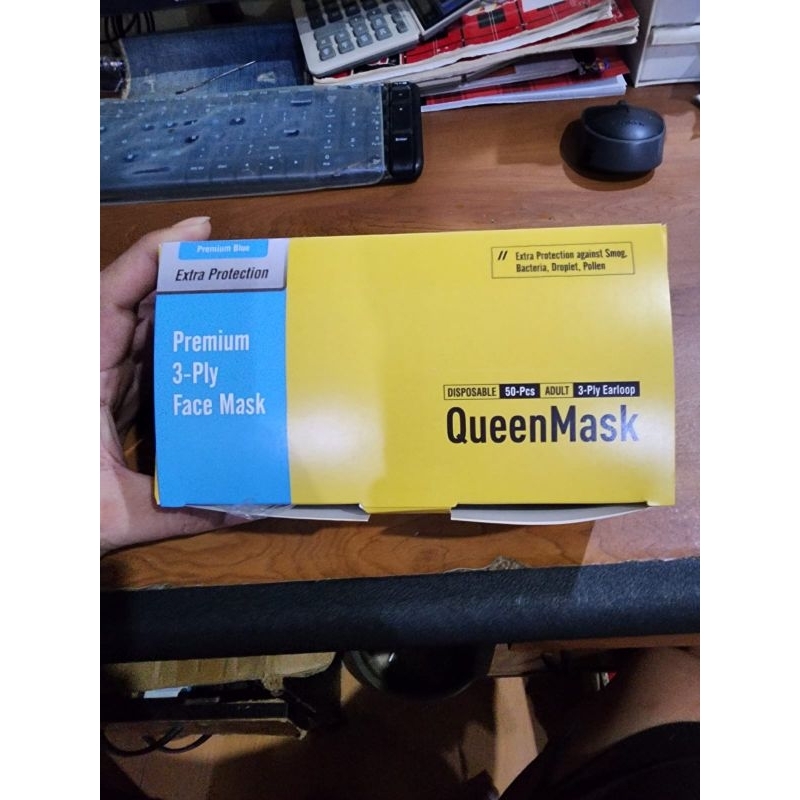 Premium Blue
Extra Protection
Premium
3-Ply
Face Mask
// Extra Protection against Smog,
Bacteria, Droplet, Pollen
DISPOSABLE 50-Pcs ADULT 3-Ply Earloop
QueenMask